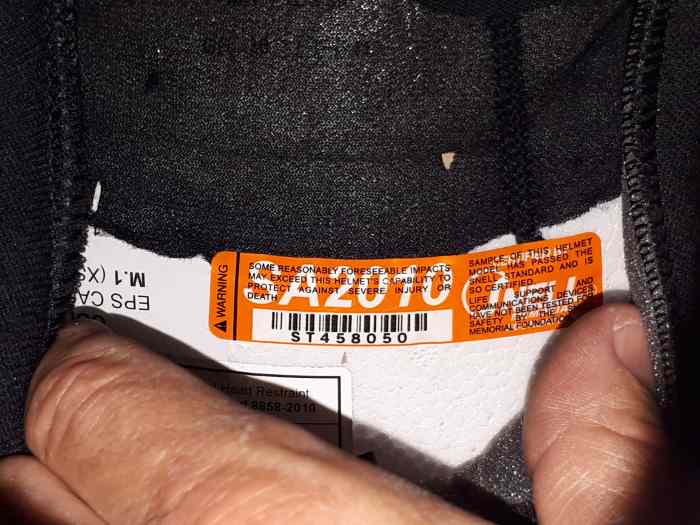 WARNING
SOME REASONABLY FORESEEABLE IMPACTS
MAY EXCEED THIS HELMET'S CAPABILITY TO
PROTECT AGAINST SEVERE INJURY OR
DEATH
SA2010
ST458050
SAMPLE OF THIS HELMET
MODEL HAS PASSED THE
SNELL STANDARD AND IS
SO CERTIFIED.
LIFE SUPPORT AND
COMMUNICATIONS DEVICES
HAVE NOT BEEN TESTED FOR
SAFETY BY THE
MEMORIAL FOUNDATION
M.1 (XS
EPS CA
Head Restraint
8858-2010